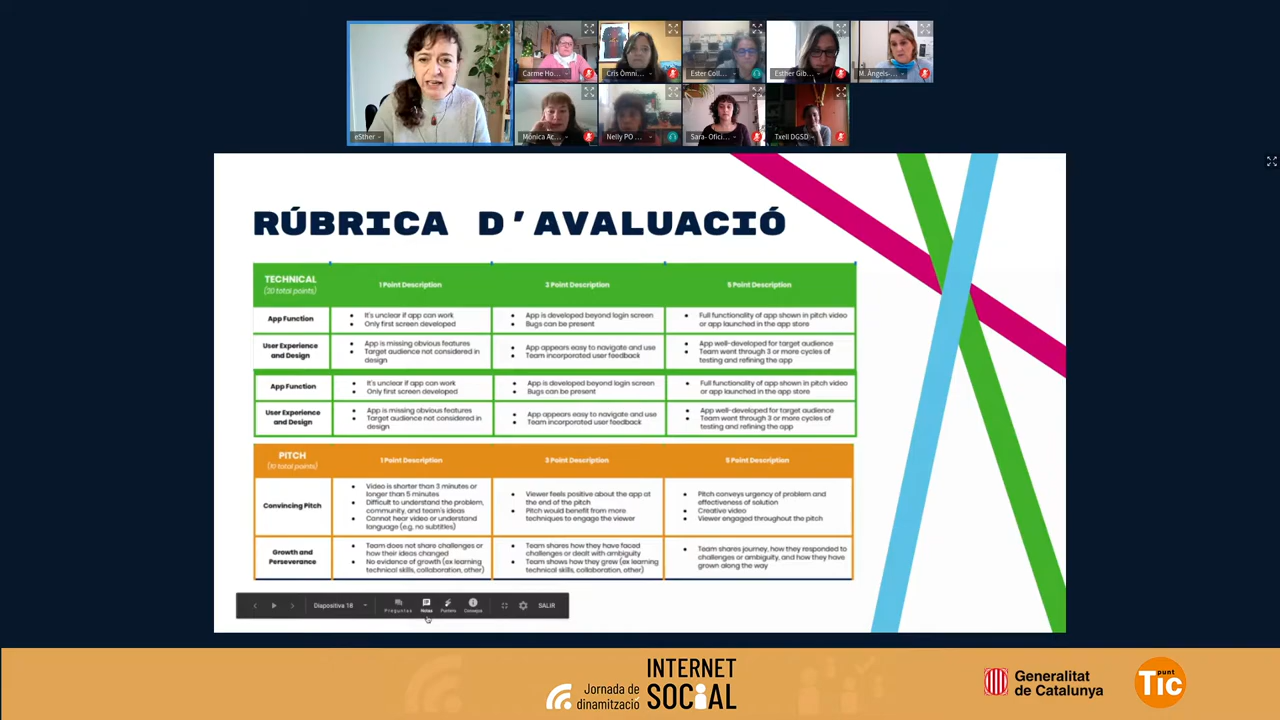 eSther
Carme Ho...
Cris Òmni...
Ester Coll...
Esther Gib...
M. Àngels-...
Mònica Ac...
Nelly PO ...
Sara- Ofici...
Txell DGSD
RÚBRICA D'AVALUACIÓ
TECHNICAL
(20 total points)
1 Point Description
3 Point Description
5 Point Description
App Function
• It's unclear if app can work
• Only first screen developed
• App is developed beyond login screen
• Bugs can be present
• Full functionality of app shown in pitch video
or app launched in the app store
User Experience
and Design
• App is missing obvious features
• Target audience not considered in
design
• App appears easy to navigate and use
• Team incorporated user feedback
• App well-developed for target audience
• Team went through 3 or more cycles of
testing and refining the app
App Function
• It's unclear if app can work
• Only first screen developed
• App is developed beyond login screen
• Bugs can be present
• Full functionality of app shown in pitch video
or app launched in the app store
User Experience
and Design
• App is missing obvious features
• Target audience not considered in
design
• App appears easy to navigate and use
• Team incorporated user feedback
• App well-developed for target audience
• Team went through 3 or more cycles of
testing and refining the app
PITCH
(10 total points)
1 Point Description
3 Point Description
5 Point Description
Convincing Pitch
• Video is shorter than 3 minutes or
longer than 5 minutes
• Difficult to understand the problem,
community, and team's ideas
• Cannot hear video or understand
language (e.g. no subtitles)
• Viewer feels positive about the app at
the end of the pitch
• Pitch would benefit from more
techniques to engage the viewer
• Pitch conveys urgency of problem and
effectiveness of solution
• Creative video
• Viewer engaged throughout the pitch
Growth and
Perseverance
• Team does not share challenges or
how their ideas changed
• No evidence of growth (ex learning
technical skills, collaboration, other)
• Team shares how they have faced
challenges or dealt with ambiguity
• Team shows how they grew (ex learning
technical skills, collaboration, other)
• Team shares journey, how they responded to
challenges or ambiguity, and how they have
grown along the way
Diapositiva 18
Preguntas
Notas
Puntero
Consejos
SALIR
Jornada de
dinamització
INTERNET
SOCIAL
Generalitat
de Catalunya
punt
Tic